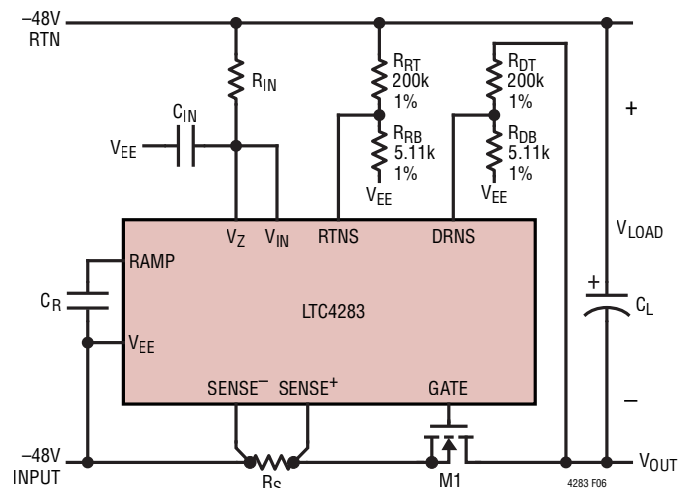 –48V
RTN
RIN
CIN
VEE
RRT
200k
1%
RRB
5.11k
1%
VEE
RDT
200k
1%
RDB
5.11k
1%
VEE
+
VLOAD
VZ
VIN
RTNS
DRNS
RAMP
CR
LTC4283
VEE
+
CL
SENSE–
SENSE+
GATE
–
–48V
INPUT
RS
M1
VOUT
4283 F06